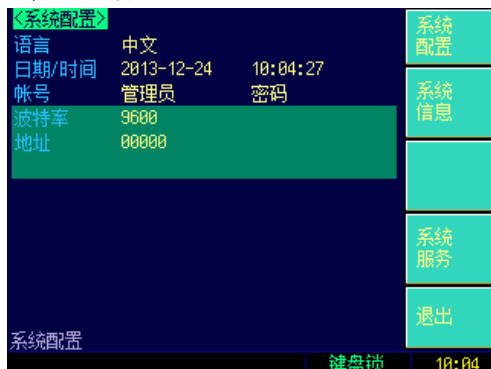 <系统配置>
语言 中文
日期/时间 2013-12-24 10:04:27
帐号 管理员 密码
波特率 9600
地址 00000
系统配置
系统
配置
系统
信息
系统
服务
退出
键盘锁 10:04